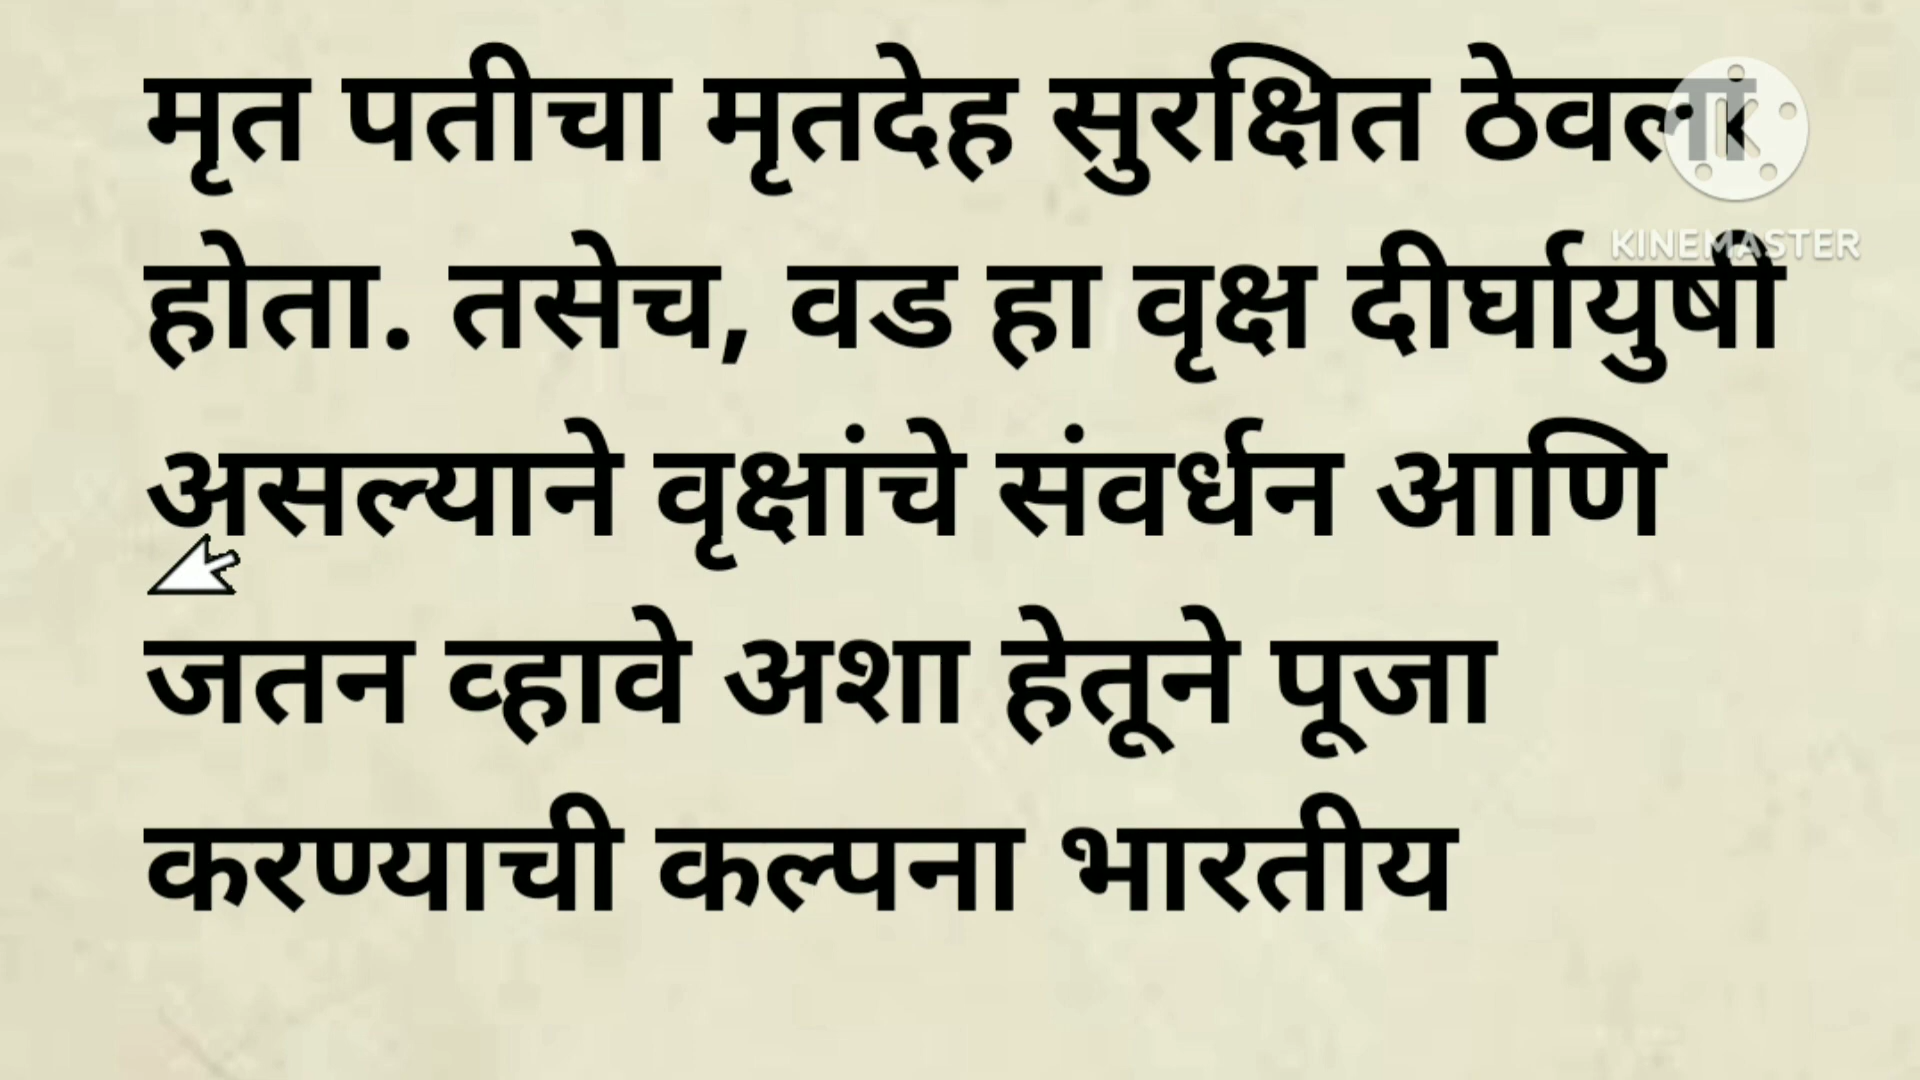 मृत पतीचा मृतदेह सुरक्षित ठेवला
KINEMASTER
होता. तसेच, वड हा वृक्ष दीर्घायुषी
असल्याने वृक्षांचे संवर्धन आणि
जतन व्हावे अशा हेतूने पूजा
करण्याची कल्पना भारतीय